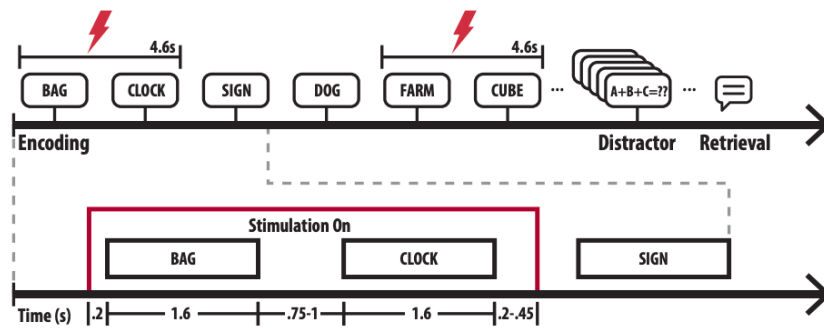 4.6s 4.6s
BAG CLOCK SIGN DOG FARM CUBE ... A+B+C=?? ...
Encoding Distractor Retrieval
Stimulation On
BAG CLOCK SIGN
Time (s) .2 1.6 .75-1 1.6 .2-.45